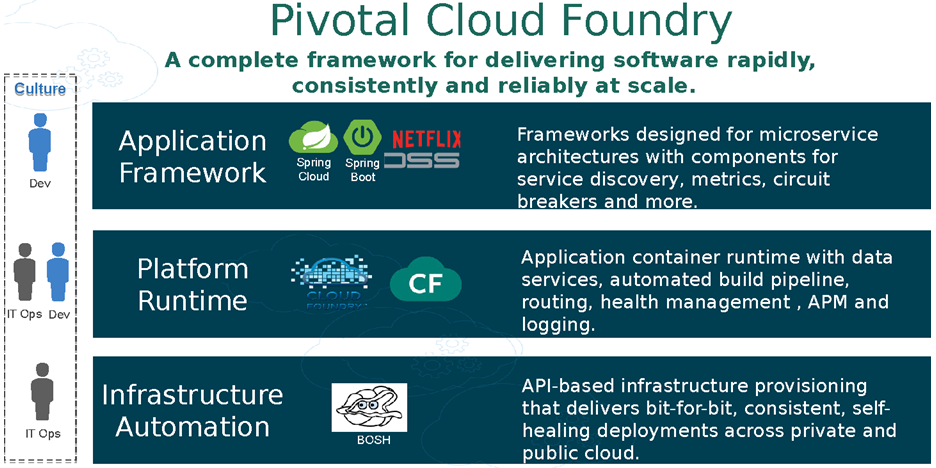 Pivotal Cloud Foundry
A complete framework for delivering software rapidly,
consistently and reliably at scale.
Culture
Dev
Application
Framework
Spring
Cloud
Spring
Boot
NETFLIX
OSS
Frameworks designed for microservice
architectures with components for
service discovery, metrics, circuit
breakers and more.
IT Ops
Dev
Platform
Runtime
CLOUD
FOUNDRY
CF
Application container runtime with data
services, automated build pipeline,
routing, health management , APM and
logging.
IT Ops
Infrastructure
Automation
BOSH
API-based infrastructure provisioning
that delivers bit-for-bit, consistent, self-
healing deployments across private and
public cloud.